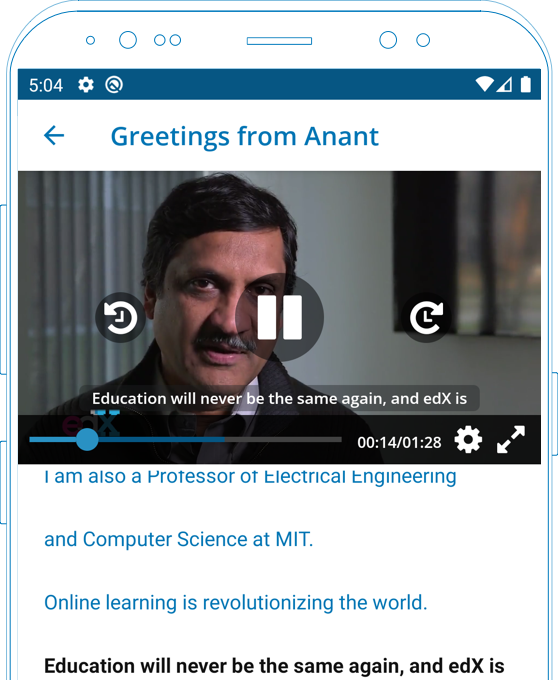 5:04
Greetings from Anant
Education will never be the same again, and edX is
edX
00:14/01:28
I am also a Professor of Electrical Engineering
and Computer Science at MIT.
Online learning is revolutionizing the world.
Education will never be the same again, and edX is